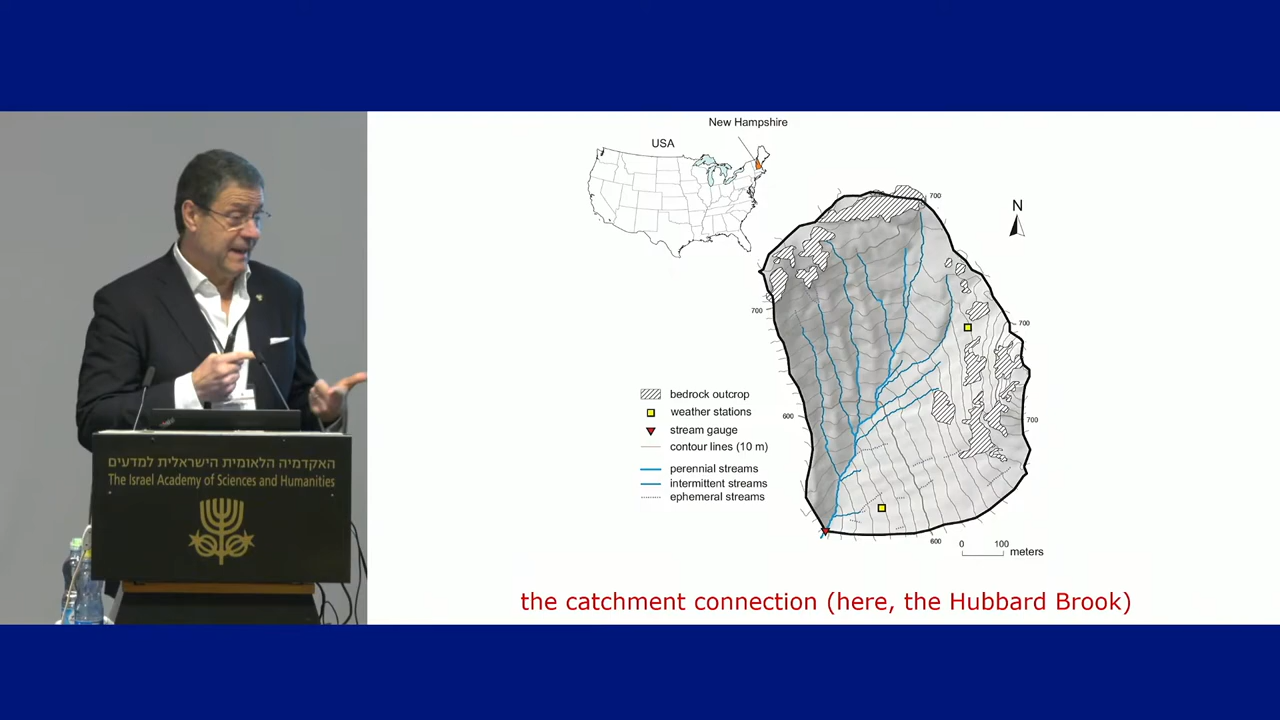 האקדמיה הלאומית הישראלית למדעים
The Israel Academy of Sciences and Humanities
New Hampshire
USA
N
700
700
700
600
700
600
bedrock outcrop
weather stations
stream gauge
contour lines (10 m)
perennial streams
intermittent streams
ephemeral streams
0 100 meters
the catchment connection (here, the Hubbard Brook)